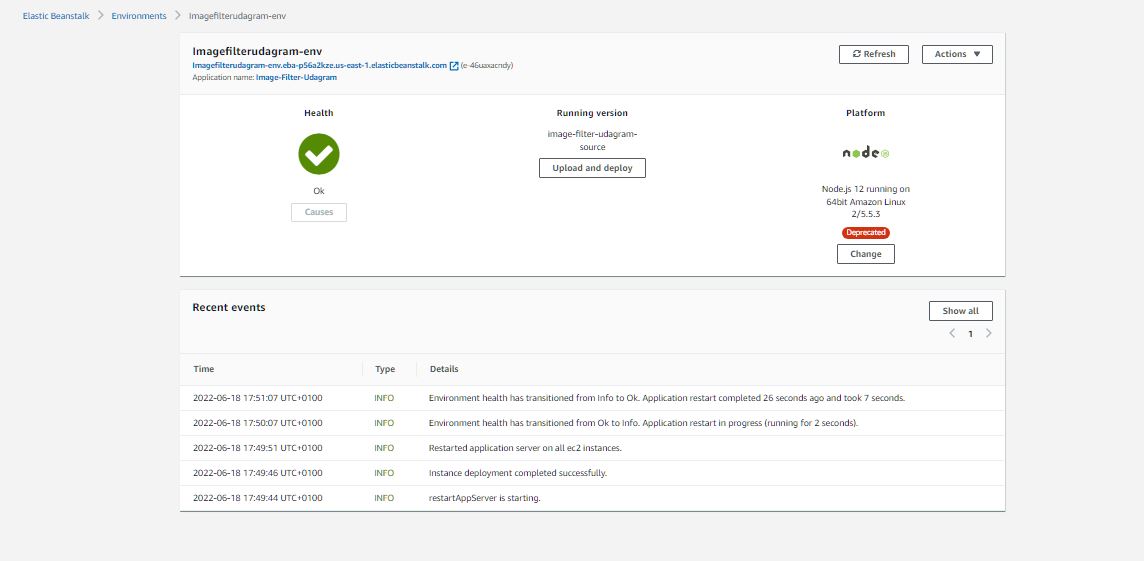 Elastic Beanstalk > Environments > Imagefilterudagram-env
Imagefilterudagram-env
Imagefilterudagram-env.eba-p56a2kze.us-east-1.elasticbeanstalk.com (e-46uaxacndy)
Application name: Image-Filter-Udagram
Refresh
Actions
Health
Ok
Causes
Running version
image-filter-udagram-
source
Upload and deploy
Platform
node
Node.js 12 running on
64bit Amazon Linux
2/5.5.3
Deprecated
Change
Recent events
Show all
1
Time Type Details
2022-06-18 17:51:07 UTC+0100 INFO Environment health has transitioned from Info to Ok. Application restart completed 26 seconds ago and took 7 seconds.
2022-06-18 17:50:07 UTC+0100 INFO Environment health has transitioned from Ok to Info. Application restart in progress (running for 2 seconds).
2022-06-18 17:49:51 UTC+0100 INFO Restarted application server on all ec2 instances.
2022-06-18 17:49:46 UTC+0100 INFO Instance deployment completed successfully.
2022-06-18 17:49:44 UTC+0100 INFO restartAppServer is starting.